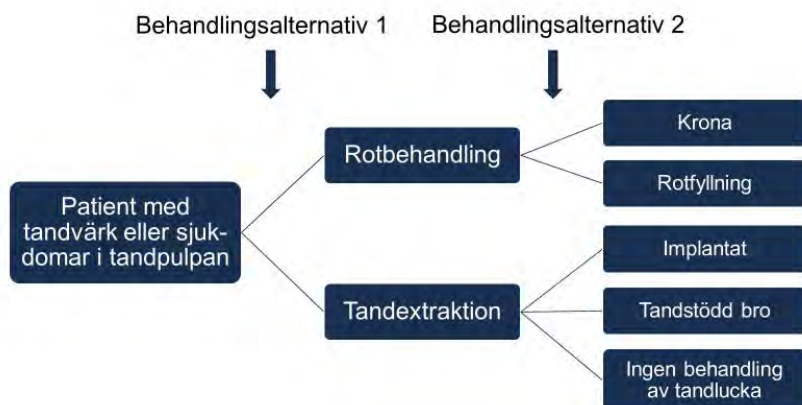 Behandlingsalternativ 1
Behandlingsalternativ 2
Patient med
tandvärk eller sjuk-
domar i tandpulpan
Rotbehandling
Tandextraktion
Krona
Rotfyllning
Implantat
Tandstödd bro
Ingen behandling
av tandlucka